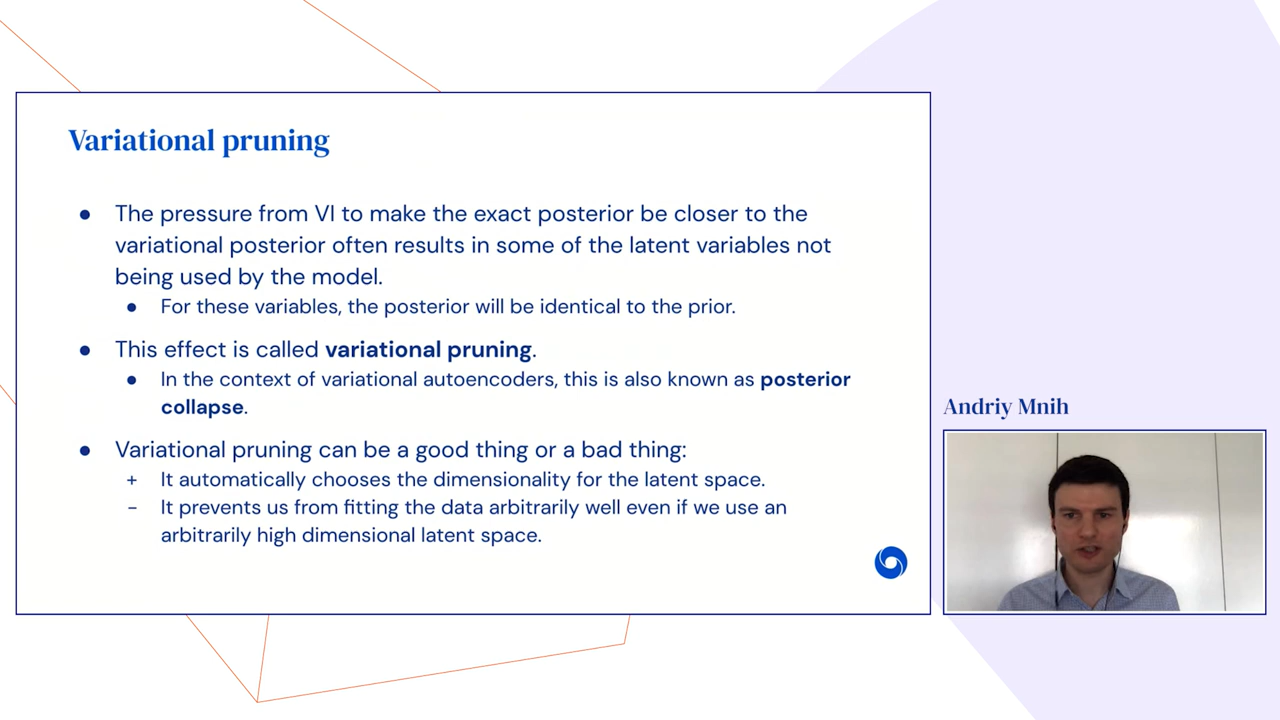 Variational pruning
● The pressure from VI to make the exact posterior be closer to the
variational posterior often results in some of the latent variables not
being used by the model.
● For these variables, the posterior will be identical to the prior.
● This effect is called variational pruning.
● In the context of variational autoencoders, this is also known as posterior
collapse.
● Variational pruning can be a good thing or a bad thing:
+ It automatically chooses the dimensionality for the latent space.
− It prevents us from fitting the data arbitrarily well even if we use an
arbitrarily high dimensional latent space.
Andriy Mnih